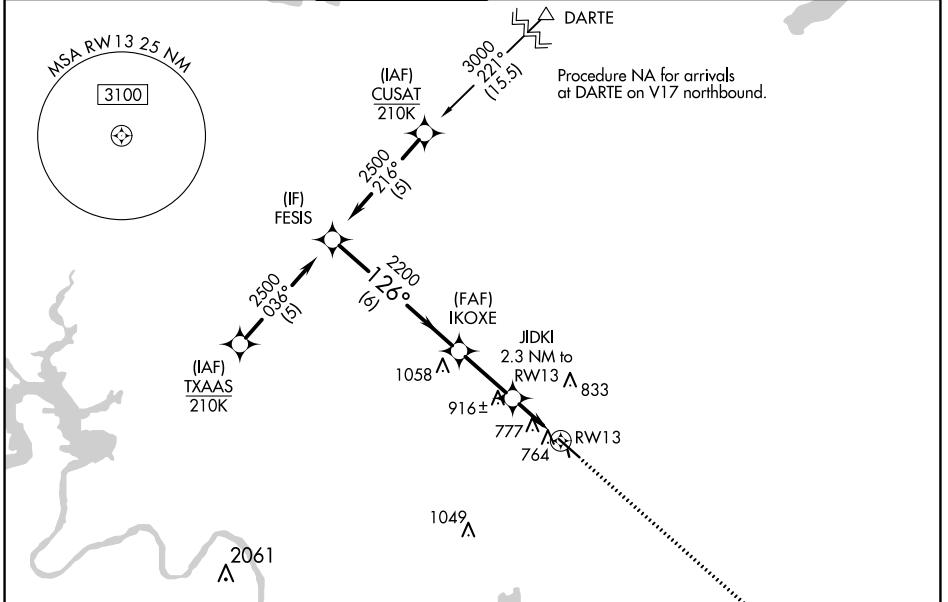 MSA RW13 25 NM
3100
DARTE
3000
221°
(15.5)
Procedure NA for arrivals
at DARTE on V17 northbound.
(IAF)
CUSAT
210K
2500
216°
(5)
(IF)
FESIS
2500
036°
(5)
(IAF)
TXAAS
210K
2200
126°
(6)
(FAF)
IKOXE
1058
JIDKI
2.3 NM to
RW13
833
916±
777
764
RW13
1049
2061